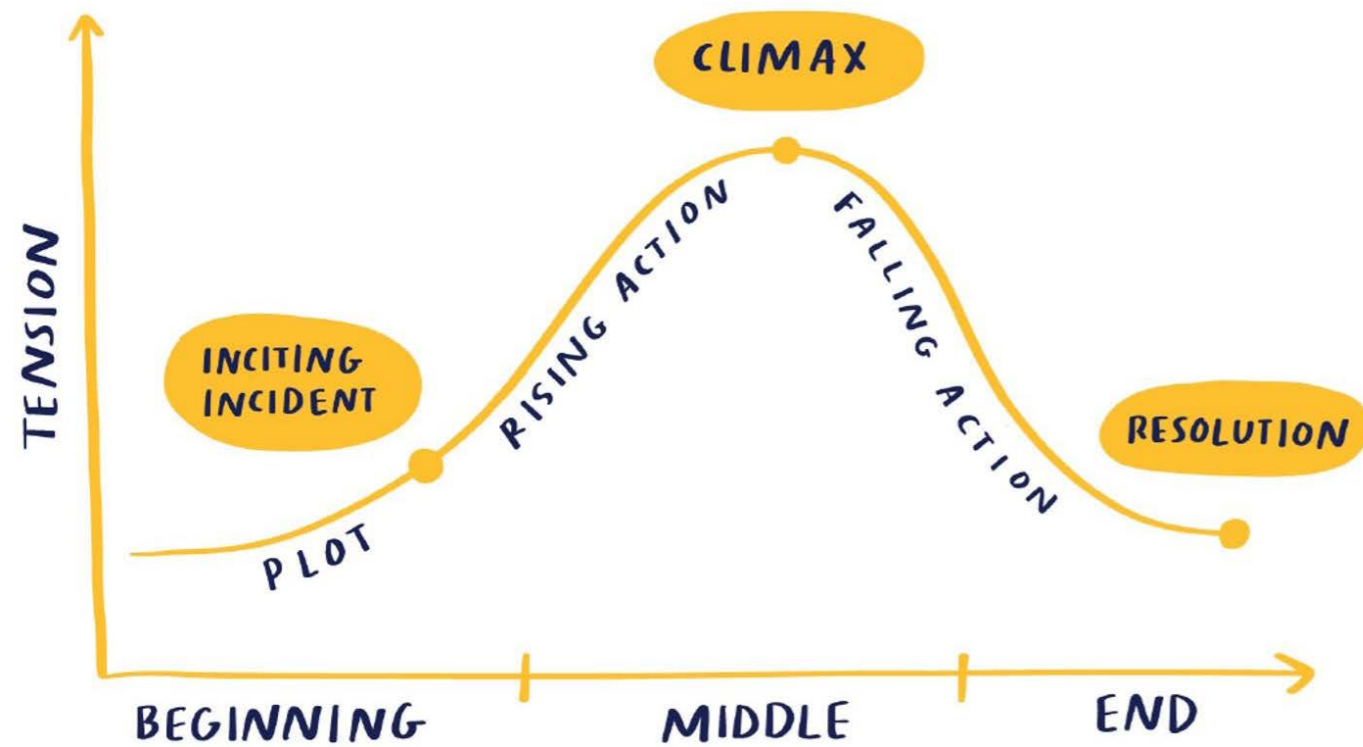 CLIMAX
TENSION
RISING ACTION
FALLING ACTION
INCITING
INCIDENT
RESOLUTION
PLOT
BEGINNING
MIDDLE
END